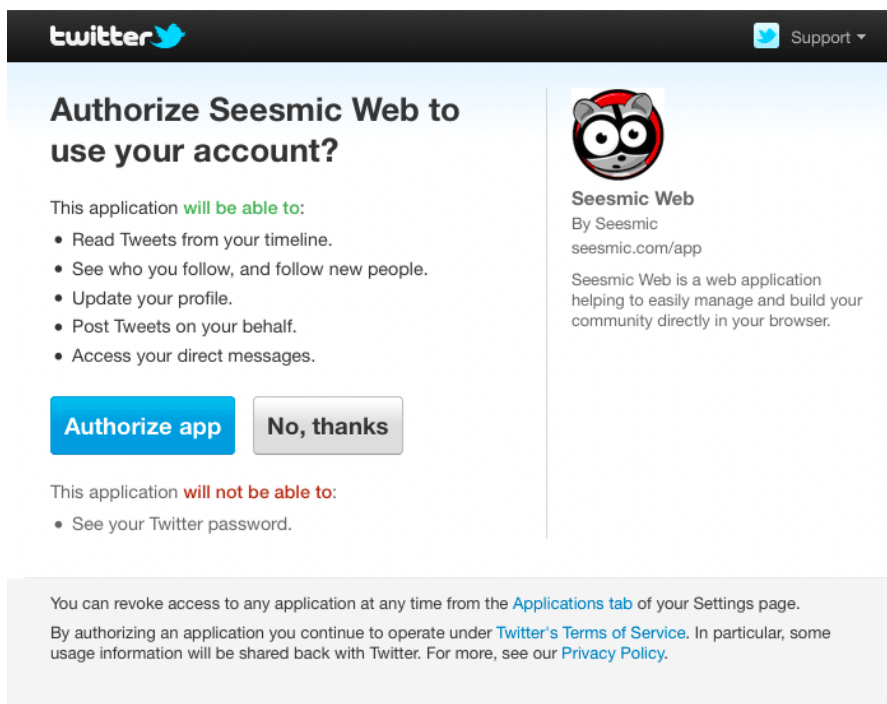 twitter
Support
Authorize Seesmic Web to
use your account?
This application will be able to:
• Read Tweets from your timeline.
• See who you follow, and follow new people.
• Update your profile.
• Post Tweets on your behalf.
• Access your direct messages.
Authorize app
No, thanks
This application will not be able to:
• See your Twitter password.
Seesmic Web
By Seesmic
seesmic.com/app
Seesmic Web is a web application
helping to easily manage and build your
community directly in your browser.
You can revoke access to any application at any time from the Applications tab of your Settings page.
By authorizing an application you continue to operate under Twitter's Terms of Service. In particular, some
usage information will be shared back with Twitter. For more, see our Privacy Policy.